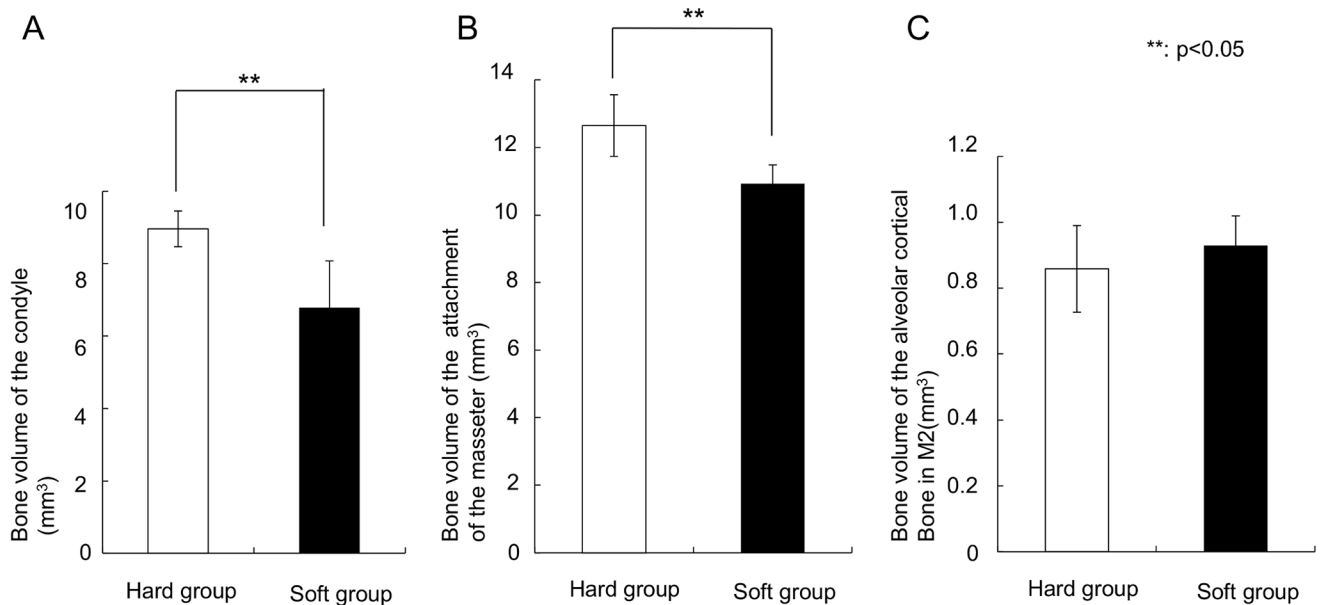 A
**
10
8
6
4
2
0
Bone volume of the condyle
(mm³)
Hard group
Soft group
B
**
14
12
10
8
6
4
2
0
Bone volume of the attachment
of the masseter (mm³)
Hard group
Soft group
C
**: p<0.05
1.2
1.0
0.8
0.6
0.4
0.2
0
Bone volume of the alveolar cortical
Bone in M2(mm³)
Hard group
Soft group